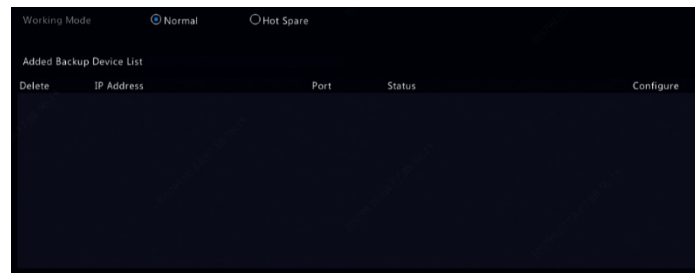 Working Mode Normal Hot Spare
Added Backup Device List
Delete IP Address Port Status Configure